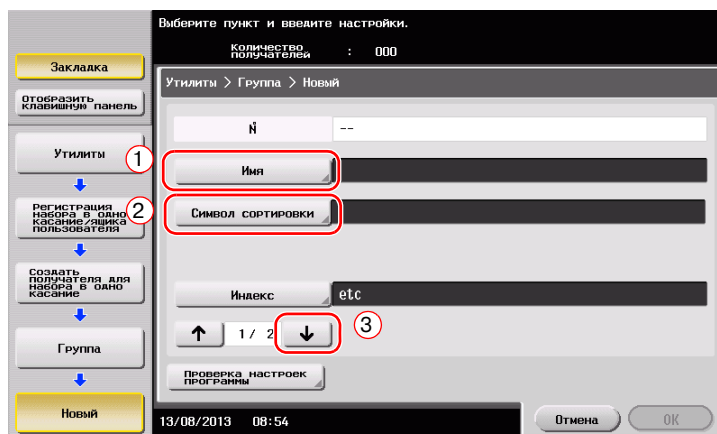 Выберите пункт и введите настройки.
Количество
получателей : 000
Закладка
Отобразить
клавишную панель
Утилиты
Регистрация
набора в одно
касание/ящика
пользователя
Создать
получателя для
набора в одно
касание
Группа
Новый
Утилиты > Группа > Новый
№ --
1
Имя
2
Символ сортировки
Индекс etc
↑ 1/ 2 ↓ 3
Проверка настроек
программы
13/08/2013 08:54
Отмена
OK